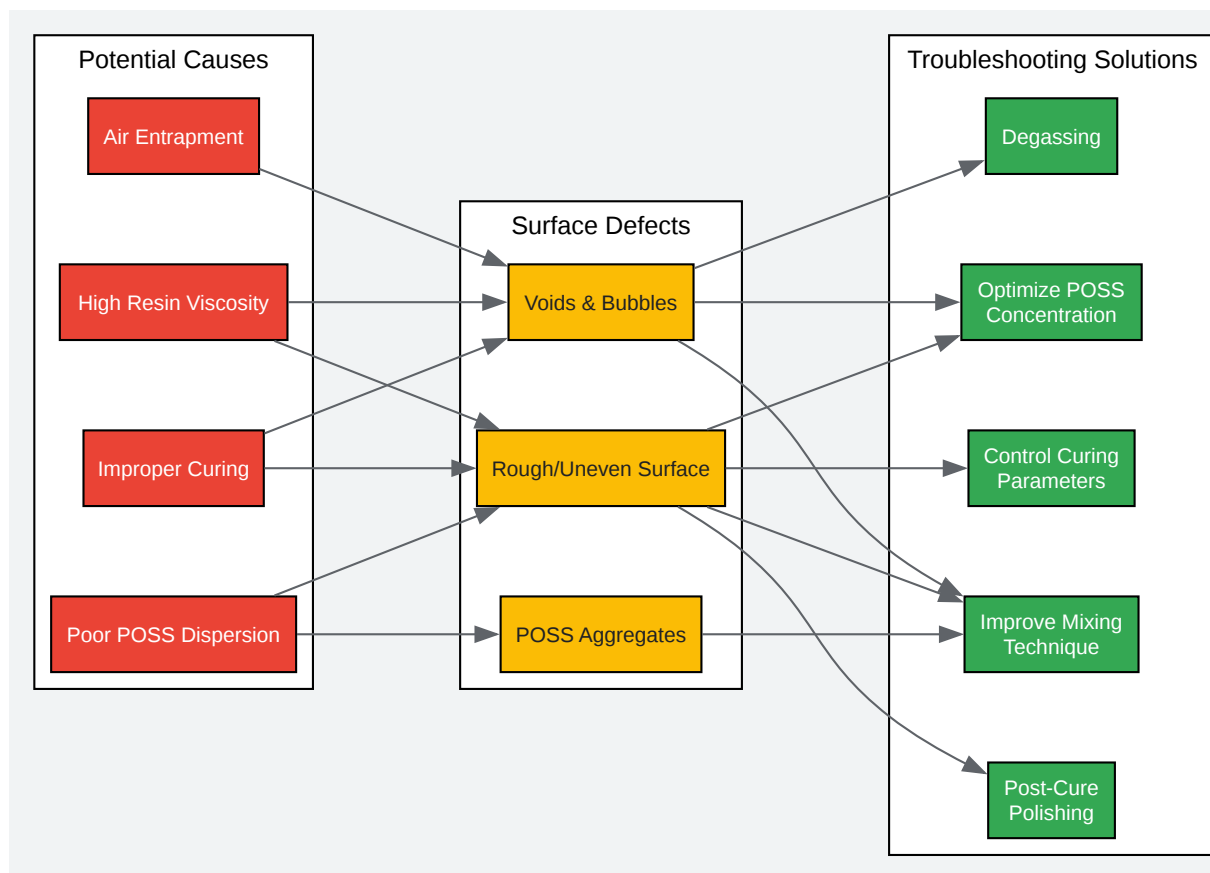 Potential Causes
Air Entrapment
High Resin Viscosity
Improper Curing
Poor POSS Dispersion
Surface Defects
Voids & Bubbles
Rough/Uneven Surface
POSS Aggregates
Troubleshooting Solutions
Degassing
Optimize POSS
Concentration
Control Curing
Parameters
Improve Mixing
Technique
Post-Cure
Polishing